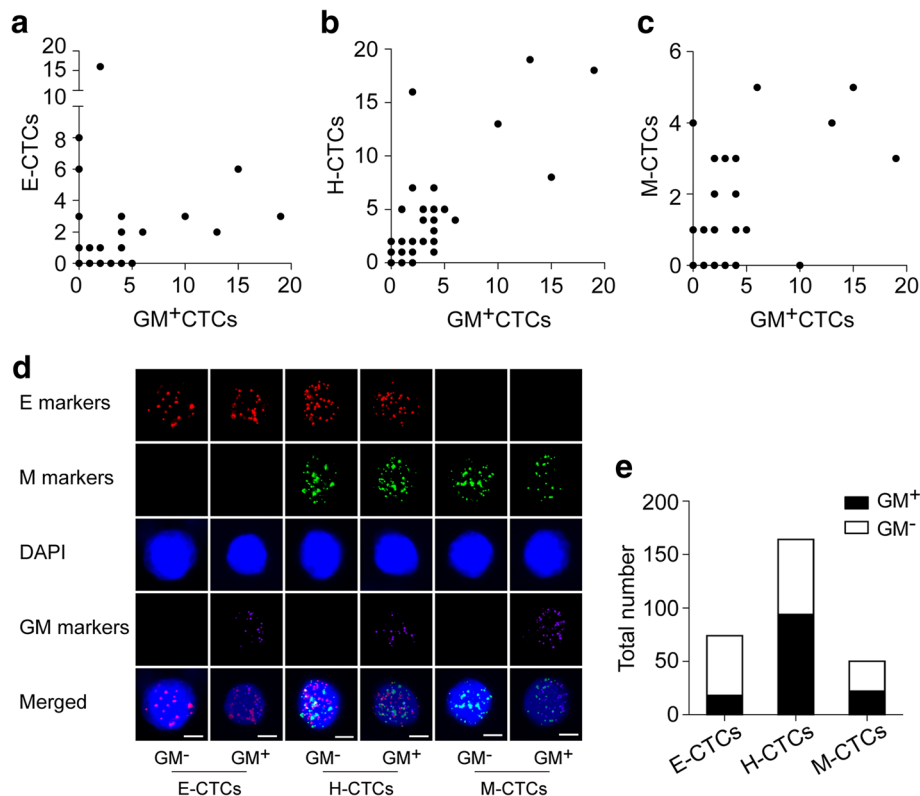 a
20
15
10
8
6
4
2
0
E-CTCs
0 5 10 15 20
GM⁺CTCs
b
20
15
10
5
0
H-CTCs
0 5 10 15 20
GM⁺CTCs
c
6
4
2
0
M-CTCs
0 5 10 15 20
GM⁺CTCs
d
E markers
M markers
DAPI
GM markers
Merged
GM⁻ GM⁺ GM⁻ GM⁺ GM⁻ GM⁺
E-CTCs H-CTCs M-CTCs
e
GM⁺
GM⁻
200
150
100
50
0
Total number
E-CTCs H-CTCs M-CTCs